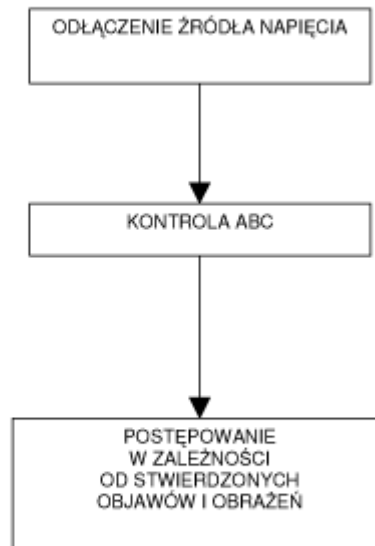 ODŁĄCZENIE ŹRÓDŁA NAPIĘCIA
KONTROLA ABC
POSTĘPOWANIE
W ZALEŻNOŚCI
OD STWIERDZONYCH
OBJAWÓW I OBRAŻEŃ